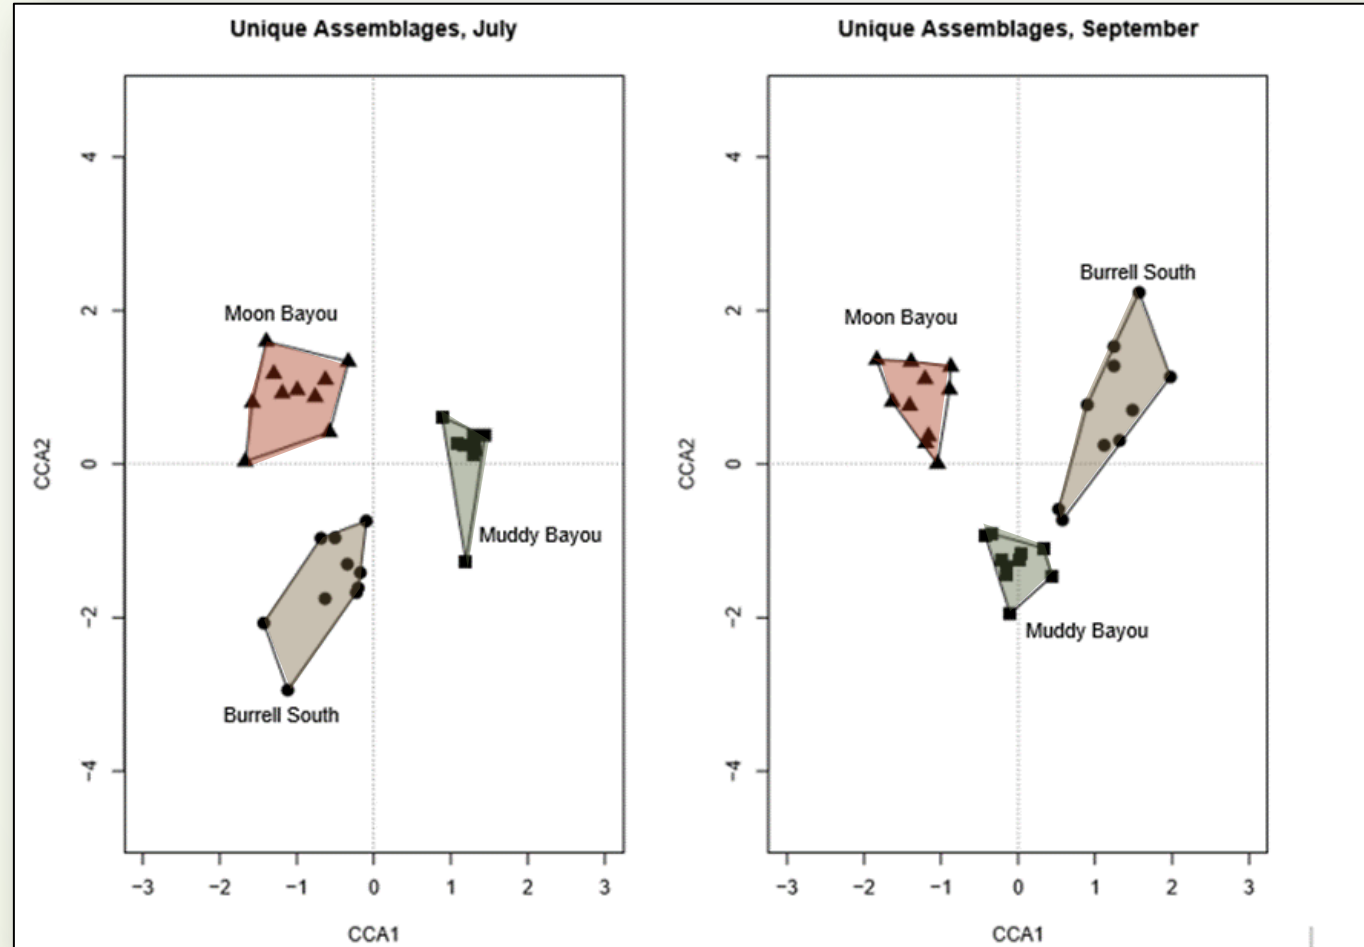 Unique Assemblages, July
4
2
0
−2
−4
CCA2
Moon Bayou
Muddy Bayou
Burrell South
−3 −2 −1 0 1 2 3
CCA1
Unique Assemblages, September
4
2
0
−2
−4
CCA2
Burrell South
Moon Bayou
Muddy Bayou
−3 −2 −1 0 1 2 3
CCA1